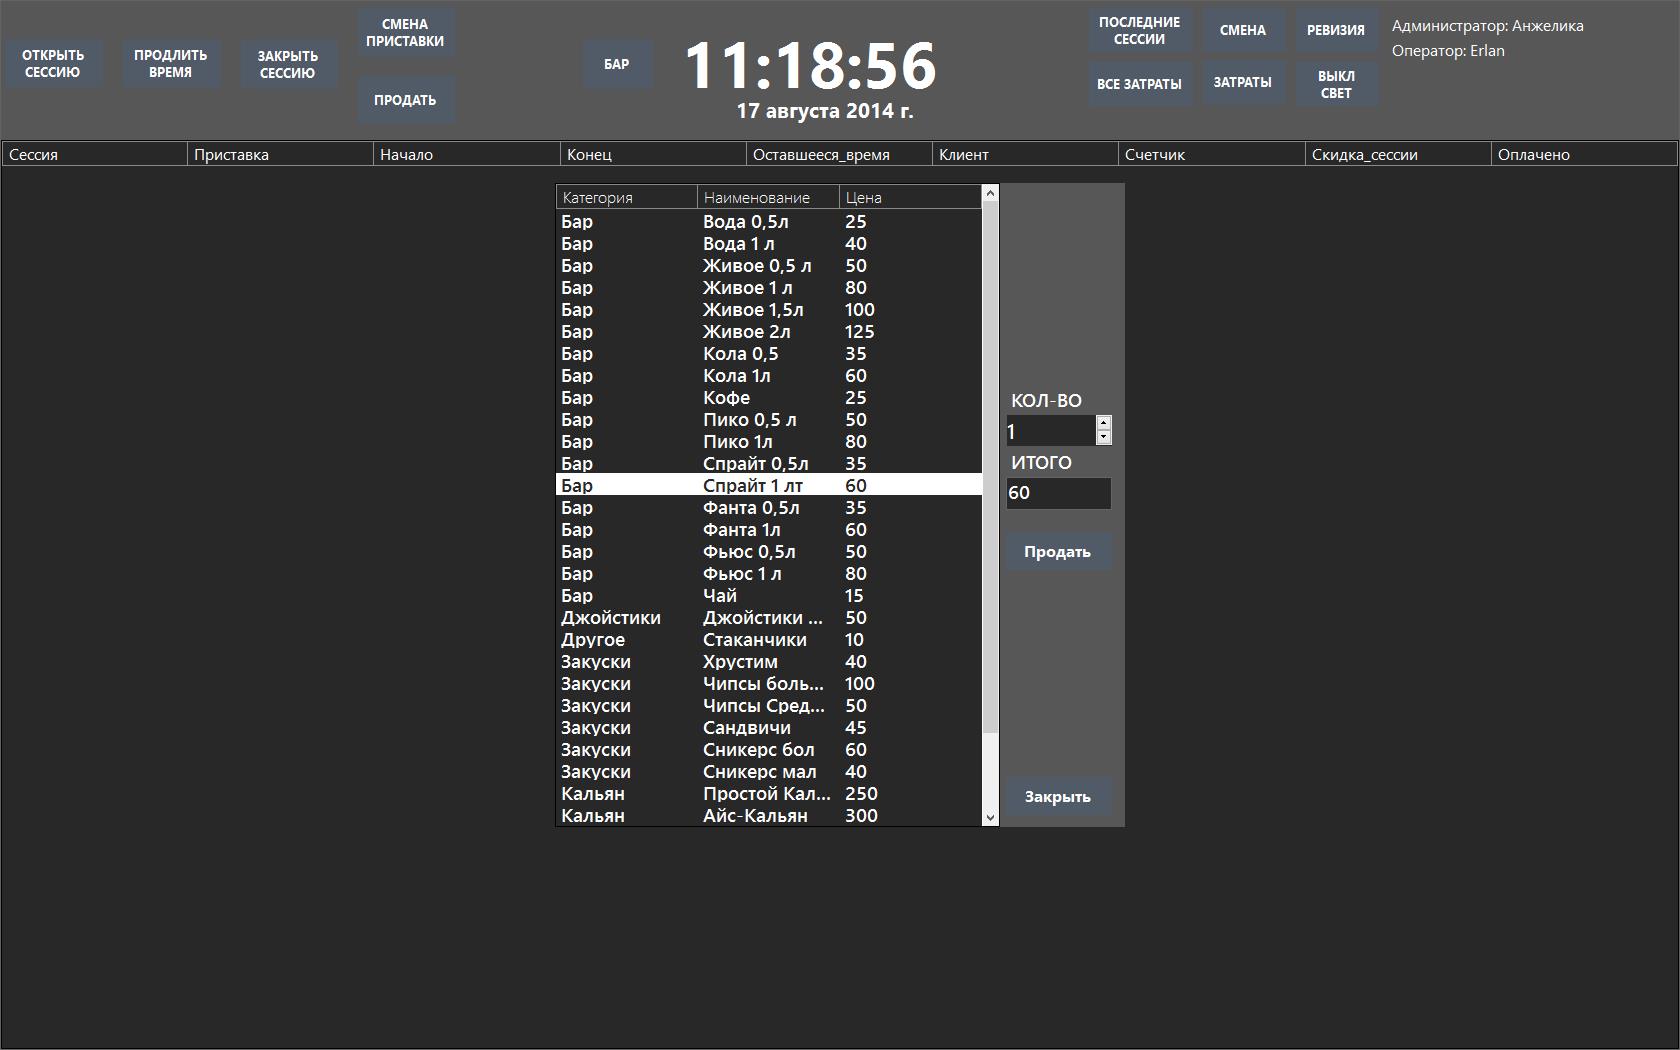 ОТКРЫТЬ СЕССИЮ
ПРОДЛИТЬ ВРЕМЯ
ЗАКРЫТЬ СЕССИЮ
СМЕНА ПРИСТАВКИ
ПРОДАТЬ
БАР
11:18:56
17 августа 2014 г.
ПОСЛЕДНИЕ СЕССИИ
СМЕНА
РЕВИЗИЯ
ВСЕ ЗАТРАТЫ
ЗАТРАТЫ
ВЫКЛ СВЕТ
Администратор: Анжелика
Оператор: Erlan
Сессия Приставка Начало Конец Оставшееся_время Клиент Счетчик Скидка_сессии Оплачено
Категория Наименование Цена
Бар Вода 0,5л 25
Бар Вода 1 л 40
Бар Живое 0,5 л 50
Бар Живое 1 л 80
Бар Живое 1,5л 100
Бар Живое 2л 125
Бар Кола 0,5 35
Бар Кола 1л 60
Бар Кофе 25
Бар Пико 0,5 л 50
Бар Пико 1л 80
Бар Спрайт 0,5л 35
Бар Спрайт 1 лт 60
Бар Фанта 0,5л 35
Бар Фанта 1л 60
Бар Фьюс 0,5л 50
Бар Фьюс 1 л 80
Бар Чай 15
Джойстики Джойстики ... 50
Другое Стаканчики 10
Закуски Хрустим 40
Закуски Чипсы боль... 100
Закуски Чипсы Сред... 50
Закуски Сандвичи 45
Закуски Сникерс бол 60
Закуски Сникерс мал 40
Кальян Простой Кал... 250
Кальян Айс-Кальян 300
КОЛ-ВО
1
ИТОГО
60
Продать
Закрыть